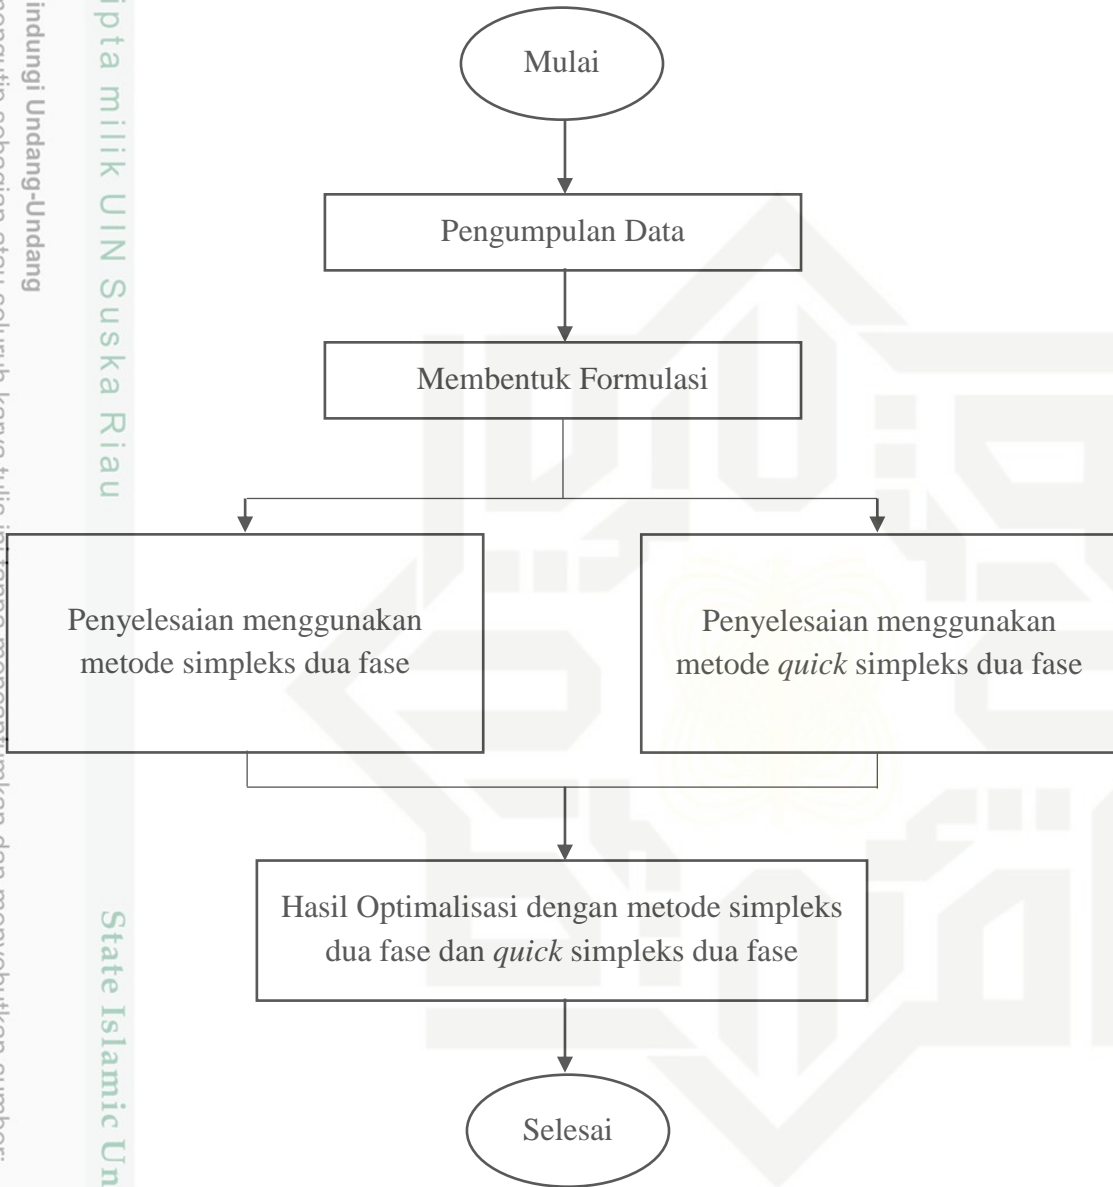 Mulai
Pengumpulan Data
Membentuk Formulasi
Penyelesaian menggunakan
metode simpleks dua fase
Penyelesaian menggunakan
metode quick simpleks dua fase
Hasil Optimalisasi dengan metode simpleks
dua fase dan quick simpleks dua fase
Selesai
indungi Undang-Undang
ipta milik UIN Suska Riau
State Islamic Un